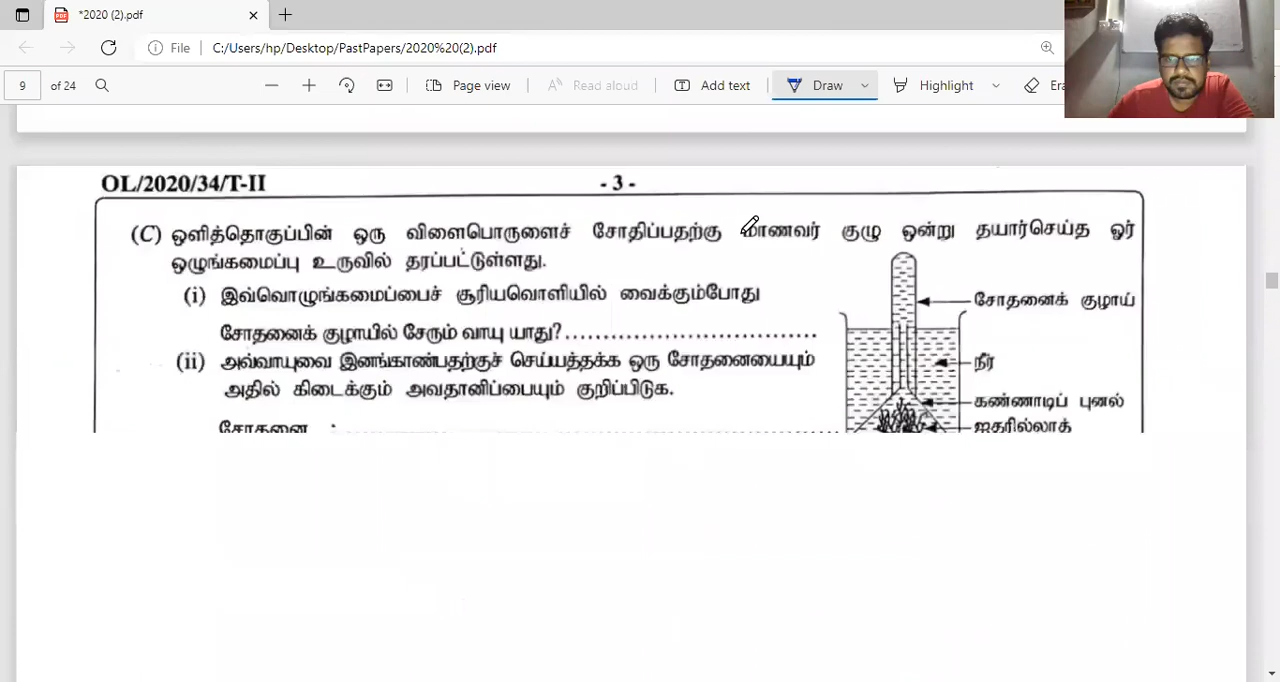 *2020 (2).pdf
File
C:/Users/hp/Desktop/PastPapers/2020%20(2).pdf
9 of 24
Page view
Read aloud
Add text
Draw
Highlight
Era
OL/2020/34/T-II
- 3 -
(C) ஒளித்தொகுப்பின் ஒரு விளைபொருளைச் சோதிப்பதற்கு மாணவர் குழு ஒன்று தயார்செய்த ஓர்
ஒழுங்கமைப்பு உருவில் தரப்பட்டுள்ளது.
(i) இவ்வொழுங்கமைப்பைச் சூரியவொளியில் வைக்கும்போது
சோதனைக் குழாயில் சேரும் வாயு யாது? ................................
(ii) அவ்வாயுவை இனங்காண்பதற்குச் செய்யத்தக்க ஒரு சோதனையையும்
அதில் கிடைக்கும் அவதானிப்பையும் குறிப்பிடுக.
சோதனை :
சோதனைக் குழாய்
நீர்
கண்ணாடிப் புனல்
ஐதரில்லாத்